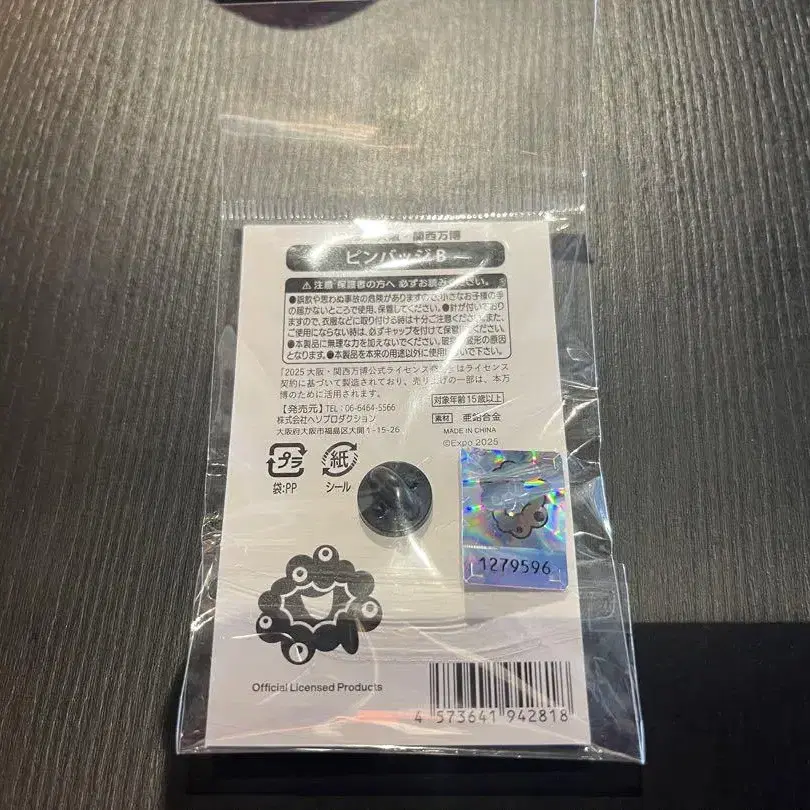 大阪・関西万博
ピンバッジB
⚠注意 保護者の方へ 必ずお読みください。
●誤飲や思わぬ事故の危険がありますので、小さなお子様の手
の届かないところで使用、保管してください。●針が付いており
ますので、衣服などに取り付ける時は十分ご注意ください。また、
ご使用にならない時は、必ずキャップを付けて保管してください。
●本製品に無理な力を加えないでください。破損・変形の原因
となります。●本製品を本来の用途以外に使用しないで下さい。
「2025 大阪・関西万博公式ライセンス商品」はライセンス
契約に基づいて製造されており、売り上げの一部は、本万
博のために活用されます。
対象年齢15歳以上
【発売元】TEL:06-6464-5566
株式会社ヘソプロダクション
大阪府大阪市福島区大開1-15-26
素材 亜鉛合金
MADE IN CHINA
©Expo 2025
プラ
袋:PP
紙
シール
1279596
Official Licensed Products
4 573641 942818